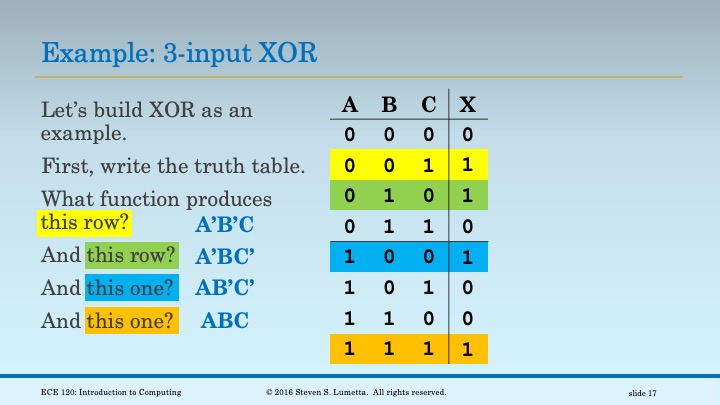 Example: 3-input XOR
Let’s build XOR as an
example.
First, write the truth table.
What function produces
this row? A’B’C
And this row? A’BC’
And this one? AB’C’
And this one? ABC
A B C X
0 0 0 0
0 0 1 1
0 1 0 1
0 1 1 0
1 0 0 1
1 0 1 0
1 1 0 0
1 1 1 1
ECE 120: Introduction to Computing © 2016 Steven S. Lumetta. All rights reserved. slide 17